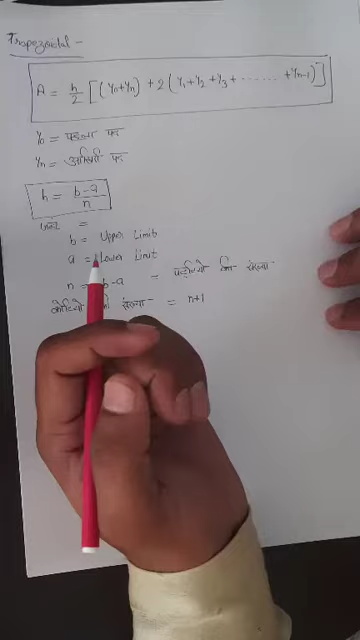 Trapezoidal –
A = h/2 [(y₀+yₙ) + 2(y₁+y₂+y₃+ ...... +yₙ₋₁)]
y₀ = पहला पद
yₙ = आखिरी पद
h = b-a/n
जहाँ =
b = Upper Limit
a = Lower Limit
n = b-a = पट्टियों की संख्या
कोटियों की संख्या = n+1